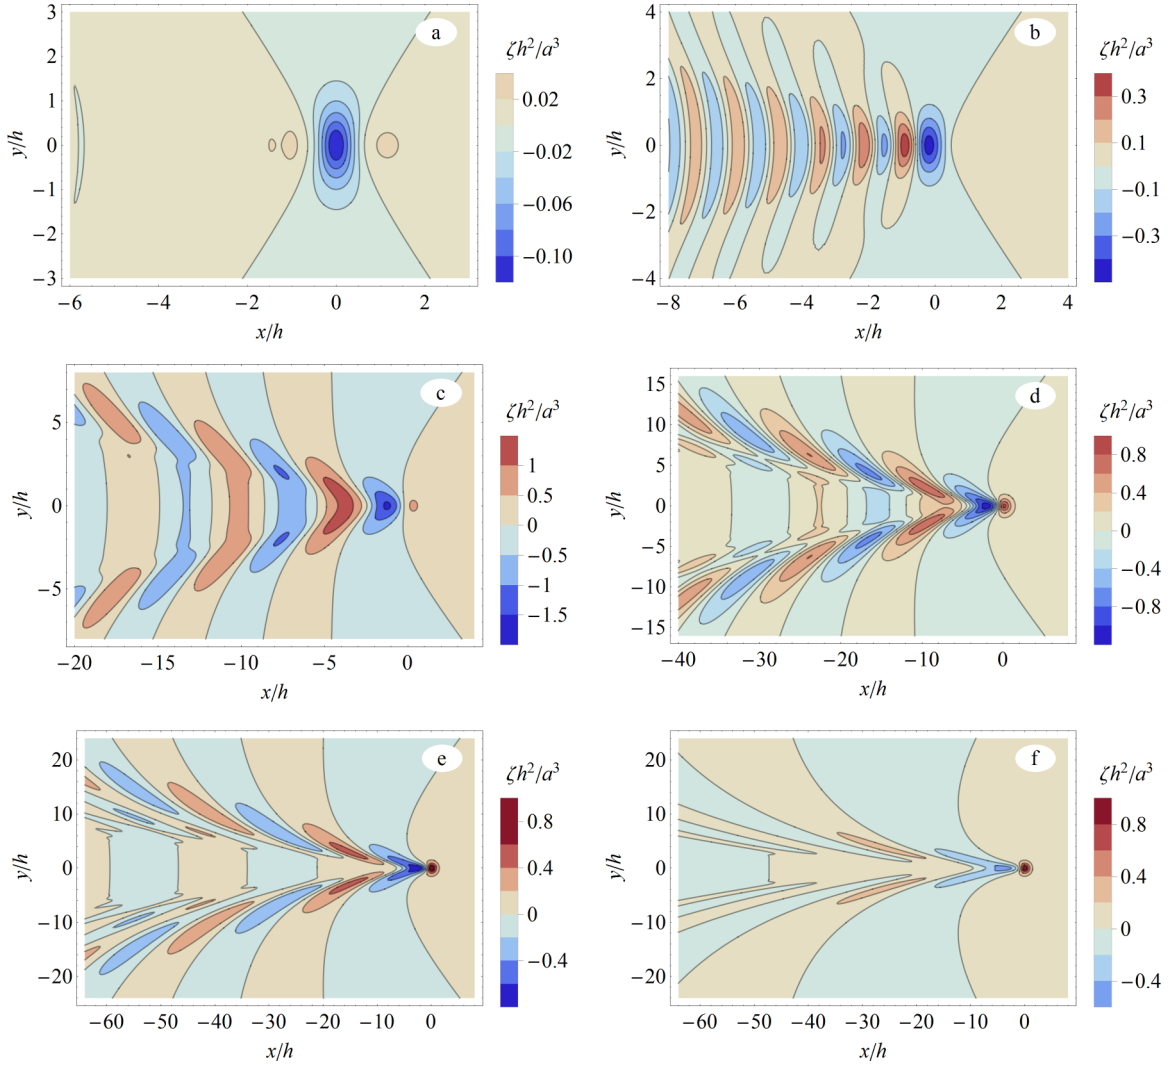 a
ζh²/a³
0.02
−0.02
−0.06
−0.10
3
2
1
0
−1
−2
−3
y/h
−6 −4 −2 0 2
x/h
b
ζh²/a³
0.3
0.1
−0.1
−0.3
4
2
0
−2
−4
y/h
−8 −6 −4 −2 0 2 4
x/h
c
ζh²/a³
1
0.5
0
−0.5
−1
−1.5
5
0
−5
y/h
−20 −15 −10 −5 0
x/h
d
ζh²/a³
0.8
0.4
0
−0.4
−0.8
15
10
5
0
−5
−10
−15
y/h
−40 −30 −20 −10 0
x/h
e
ζh²/a³
0.8
0.4
0
−0.4
20
10
0
−10
−20
y/h
−60 −50 −40 −30 −20 −10 0
x/h
f
ζh²/a³
0.8
0.4
0
−0.4
20
10
0
−10
−20
y/h
−60 −50 −40 −30 −20 −10 0
x/h